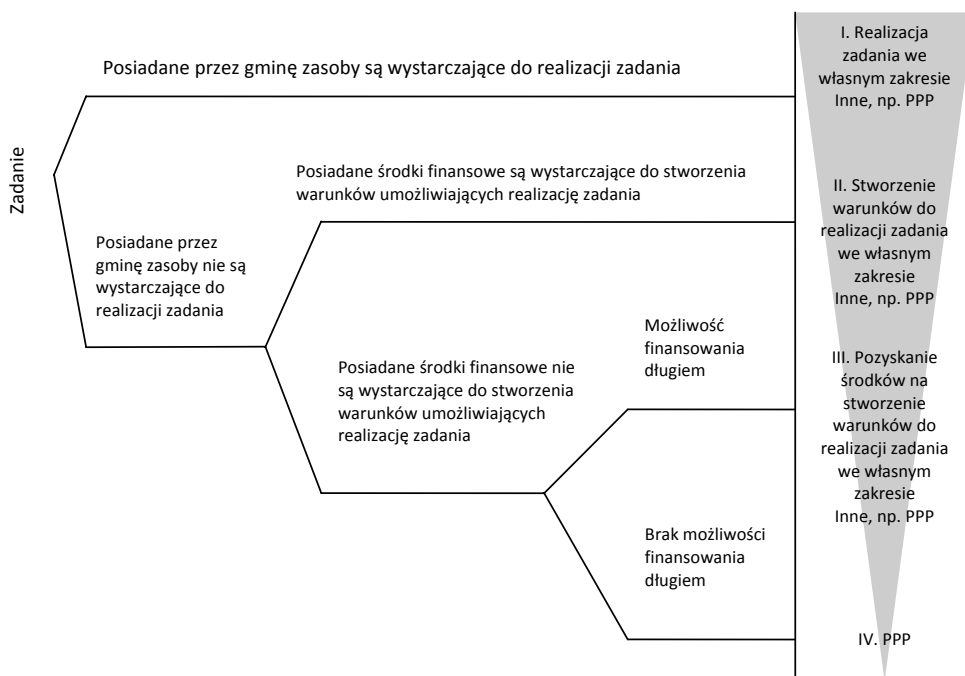 Posiadane przez gminę zasoby są wystarczające do realizacji zadania
Zadanie
Posiadane środki finansowe są wystarczające do stworzenia
warunków umożliwiających realizację zadania
Posiadane przez
gminę zasoby nie są
wystarczające do
realizacji zadania
Posiadane środki finansowe nie
są wystarczające do stworzenia
warunków umożliwiających
realizację zadania
Możliwość
finansowania
długiem
Brak możliwości
finansowania
długiem
I. Realizacja
zadania we
własnym zakresie
Inne, np. PPP
II. Stworzenie
warunków do
realizacji zadania
we własnym
zakresie
Inne, np. PPP
III. Pozyskanie
środków na
stworzenie
warunków do
realizacji zadania
we własnym
zakresie
Inne, np. PPP
IV. PPP